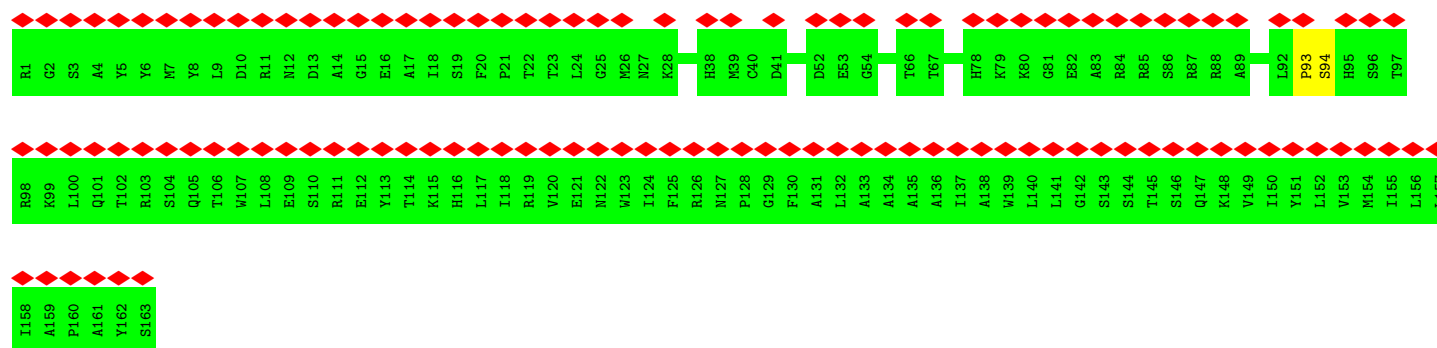 R1 G2 S3 A4 Y5 Y6 M7 Y8 L9 D10 R11 N12 D13 A14 G15 E16 A17 I18 S19 F20 P21 T22 T23 L24 G25 M26 N27 K28 H38 M39 C40 D41 D52 E53 G54 T66 T67 H78 K79 K80 G81 E82 A83 R84 R85 S86 R87 R88 A89 L92 P93 S94 H95 S96 T97
R98 K99 L100 Q101 T102 R103 S104 Q105 T106 W107 L108 E109 S110 R111 E112 Y113 T114 K115 H116 L117 I118 R119 V120 E121 N122 W123 I124 F125 R126 N127 P128 G129 F130 A131 L132 A133 A134 A135 A136 I137 A138 W139 L140 L141 G142 S143 S144 T145 S146 Q147 K148 V149 I150 Y151 L152 V153 M154 I155 L156
I158 A159 P160 A161 Y162 S163